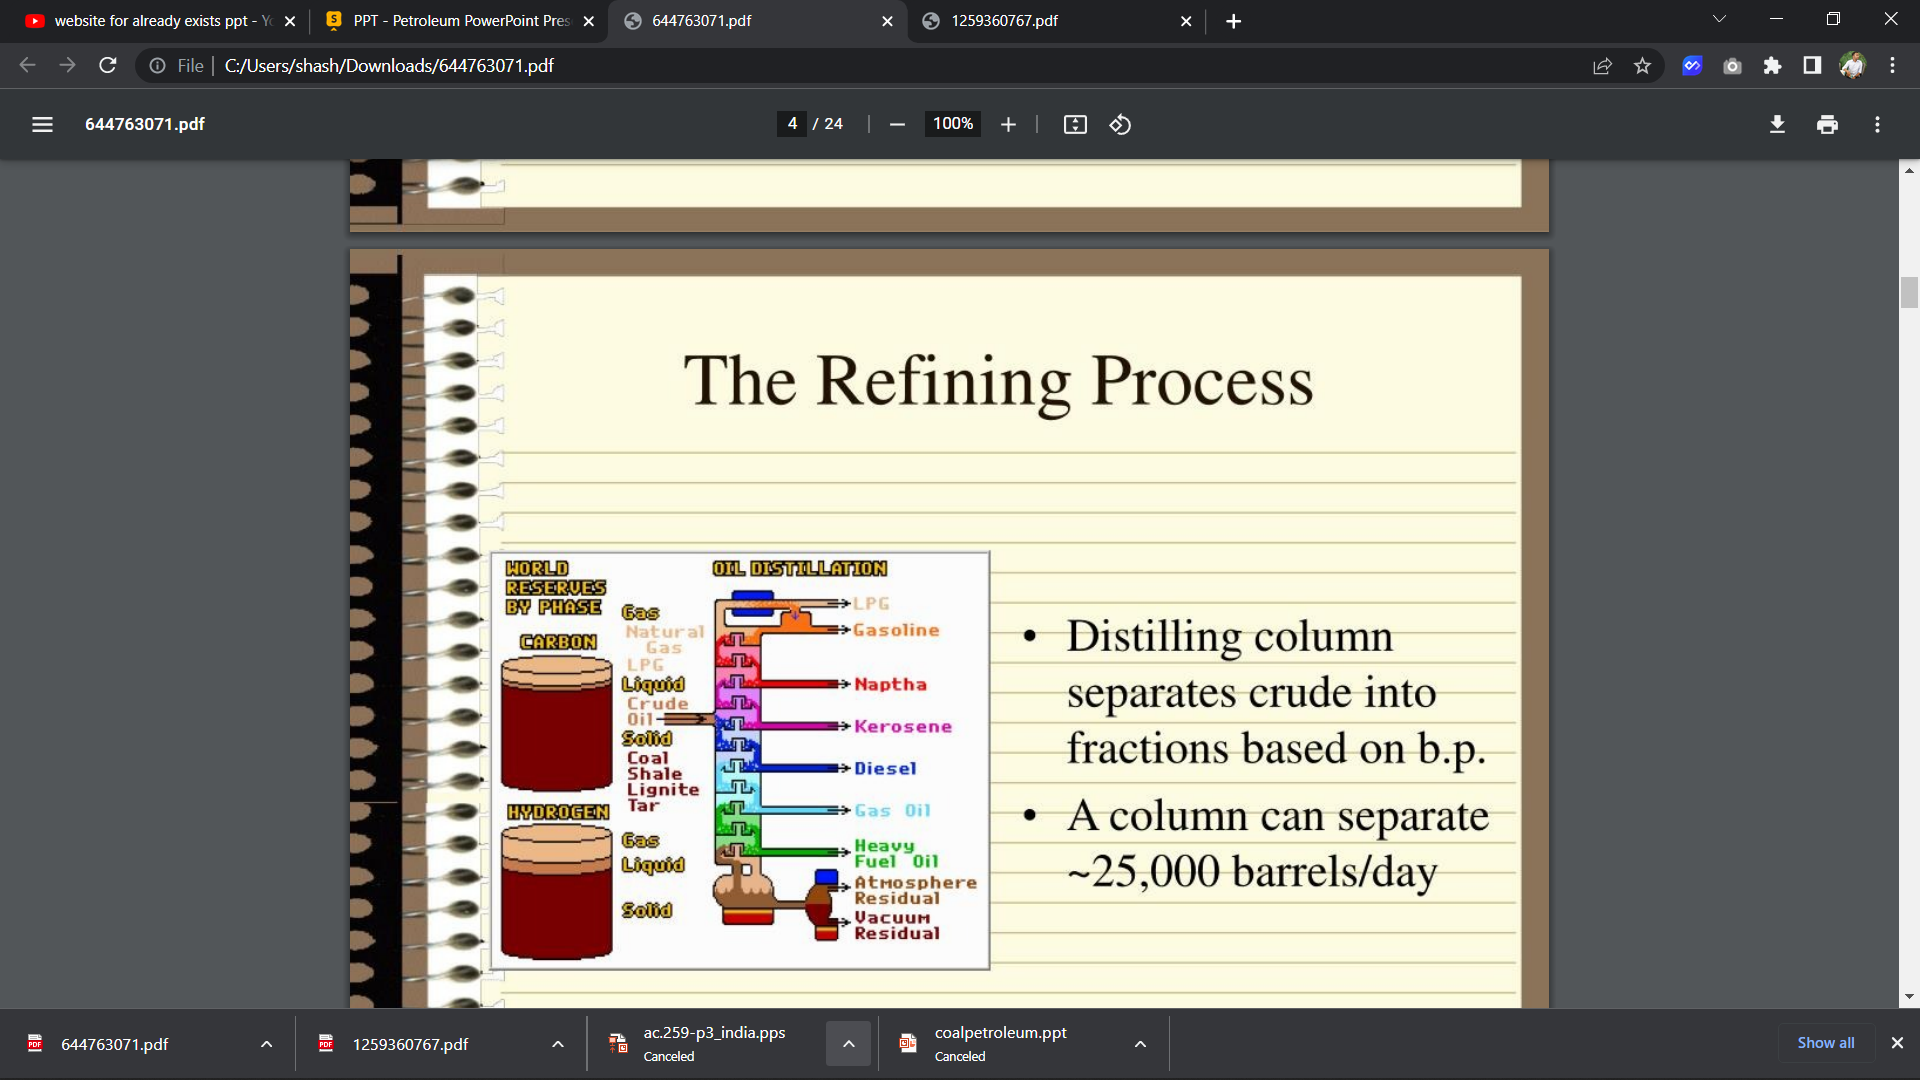 website for already exists ppt - Yo
PPT - Petroleum PowerPoint Pres
644763071.pdf
1259360767.pdf
File
C:/Users/shash/Downloads/644763071.pdf
644763071.pdf
4 / 24
100%
The Refining Process
WORLD
RESERVES
BY PHASE
CARBON
Gas
Natural
Gas
LPG
Liquid
Crude
Oil
Solid
Coal
Shale
Lignite
Tar
HYDROGEN
Gas
Liquid
Solid
OIL DISTILLATION
LPG
Gasoline
Naptha
Kerosene
Diesel
Gas Oil
Heavy
Fuel Oil
Atmosphere
Residual
Vacuum
Residual
• Distilling column
separates crude into
fractions based on b.p.
• A column can separate
~25,000 barrels/day
644763071.pdf
1259360767.pdf
ac.259-p3_india.pps
Canceled
coalpetroleum.ppt
Canceled
Show all